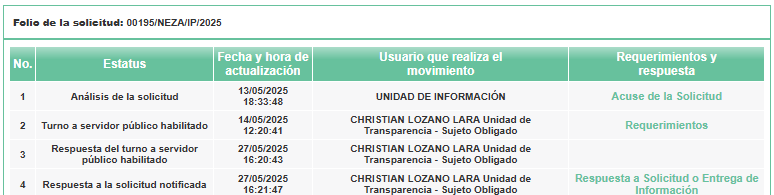 Folio de la solicitud: 00195/NEZA/IP/2025
No. Estatus Fecha y hora de actualización Usuario que realiza el movimiento Requerimientos y respuesta
1 Análisis de la solicitud 13/05/2025 18:33:48 UNIDAD DE INFORMACIÓN Acuse de la Solicitud
2 Turno a servidor público habilitado 14/05/2025 12:20:41 CHRISTIAN LOZANO LARA Unidad de Transparencia - Sujeto Obligado Requerimientos
3 Respuesta del turno a servidor público habilitado 27/05/2025 16:20:43 CHRISTIAN LOZANO LARA Unidad de Transparencia - Sujeto Obligado
4 Respuesta a la solicitud notificada 27/05/2025 16:21:47 CHRISTIAN LOZANO LARA Unidad de Transparencia - Sujeto Obligado Respuesta a Solicitud o Entrega de Información